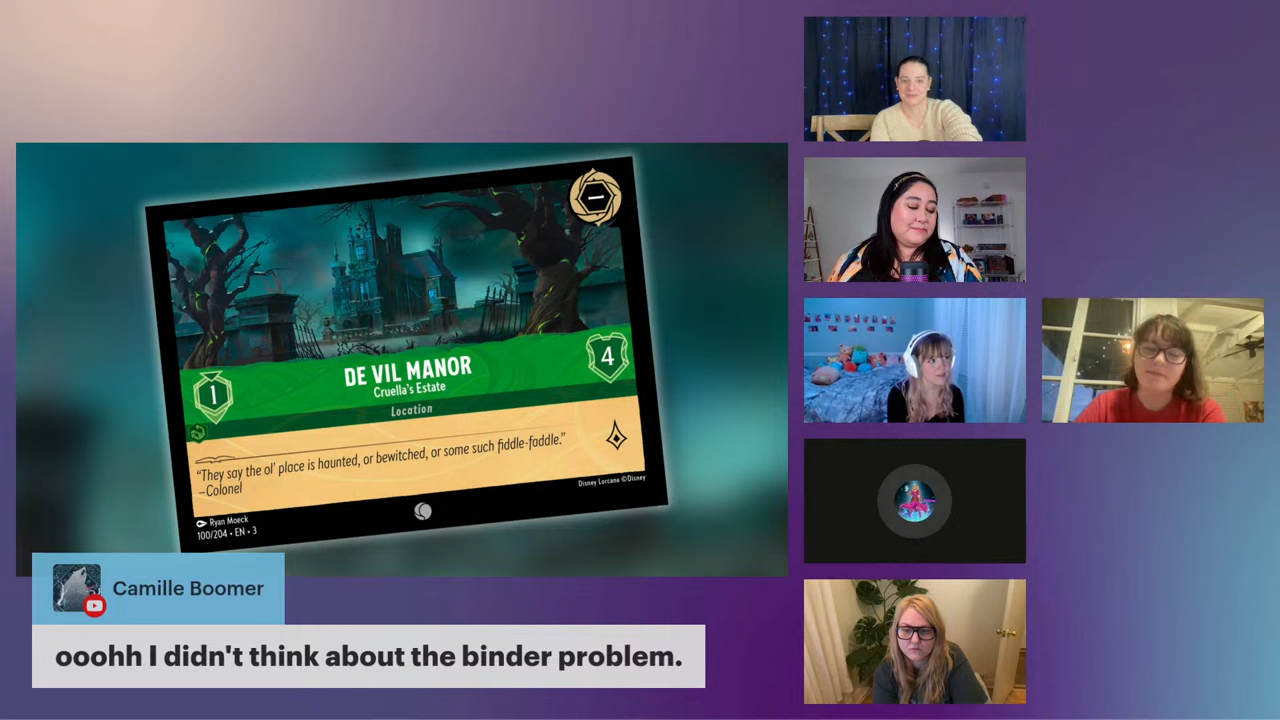 1
DE VIL MANOR
Cruella's Estate
Location
1
4
“They say the ol' place is haunted, or bewitched, or some such fiddle-faddle.”
–Colonel
Disney Lorcana ©Disney
Ryan Moeck
100/204 • EN • 3
Camille Boomer
ooohh I didn't think about the binder problem.